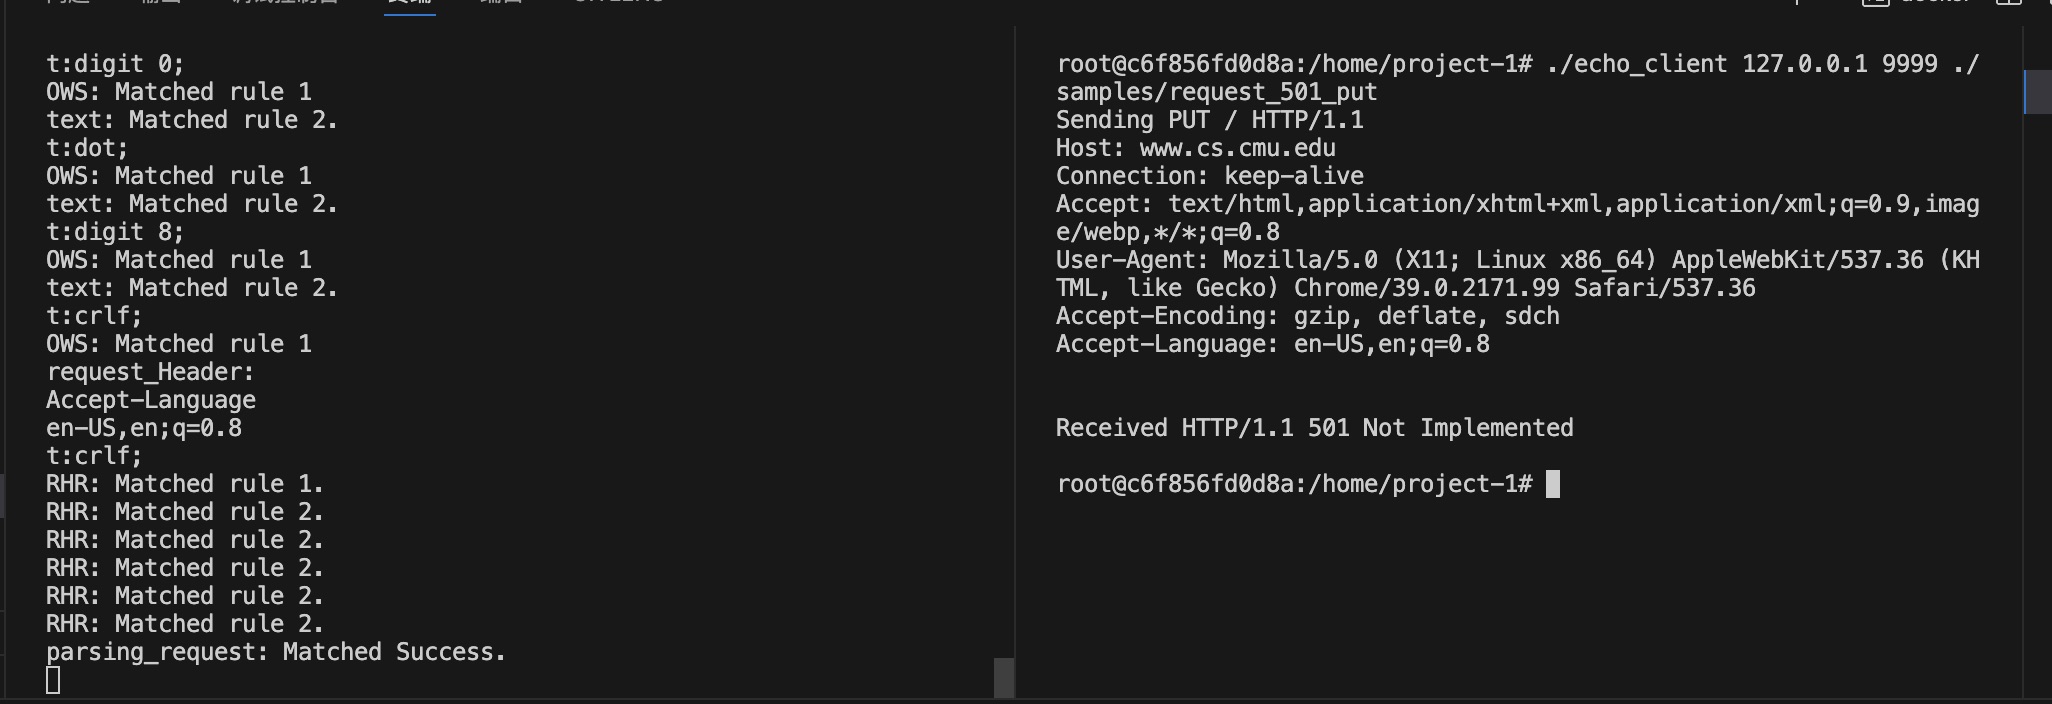 终端
t:digit 0;
OWS: Matched rule 1
text: Matched rule 2.
t:dot;
OWS: Matched rule 1
text: Matched rule 2.
t:digit 8;
OWS: Matched rule 1
text: Matched rule 2.
t:crlf;
OWS: Matched rule 1
request_Header:
Accept-Language
en-US,en;q=0.8
t:crlf;
RHR: Matched rule 1.
RHR: Matched rule 2.
RHR: Matched rule 2.
RHR: Matched rule 2.
RHR: Matched rule 2.
RHR: Matched rule 2.
parsing_request: Matched Success.
root@c6f856fd0d8a:/home/project-1# ./echo_client 127.0.0.1 9999 ./
samples/request_501_put
Sending PUT / HTTP/1.1
Host: www.cs.cmu.edu
Connection: keep-alive
Accept: text/html,application/xhtml+xml,application/xml;q=0.9,imag
e/webp,*/*;q=0.8
User-Agent: Mozilla/5.0 (X11; Linux x86_64) AppleWebKit/537.36 (KH
TML, like Gecko) Chrome/39.0.2171.99 Safari/537.36
Accept-Encoding: gzip, deflate, sdch
Accept-Language: en-US,en;q=0.8
Received HTTP/1.1 501 Not Implemented
root@c6f856fd0d8a:/home/project-1#